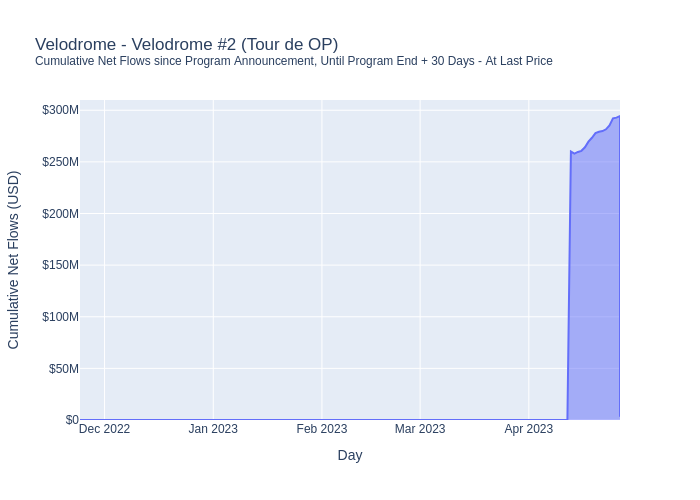 Velodrome - Velodrome #2 (Tour de OP)
Cumulative Net Flows since Program Announcement, Until Program End + 30 Days - At Last Price
$300M
$250M
$200M
$150M
$100M
$50M
$0
Cumulative Net Flows (USD)
Dec 2022 Jan 2023 Feb 2023 Mar 2023 Apr 2023
Day